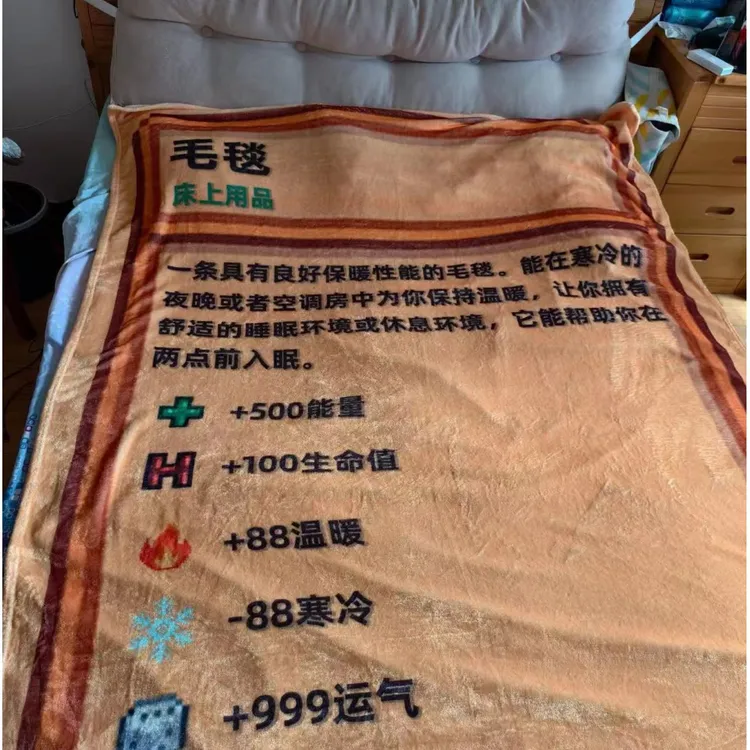 毛毯
床上用品
一条具有良好保暖性能的毛毯。能在寒冷的
夜晚或者空调房中为你保持温暖，让你拥有
舒适的睡眠环境或休息环境，它能帮助你在
两点前入眠。
+500能量
H
+100生命值
+88温暖
-88寒冷
+999运气